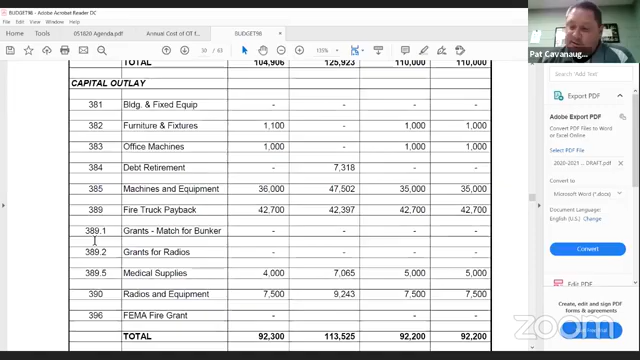 BUDGET96 - Adobe Acrobat Reader DC
File Edit View Window Help
051820 Agenda.pdf
Annual Cost of OT f...
BUDGET96 ×
30 / 63
135%
TOTAL 104,906 125,923 110,000 110,000
CAPITAL OUTLAY
381 Bldg. & Fixed Equip - - - -
382 Furniture & Fixtures 1,100 - 1,000 1,000
383 Office Machines 1,000 - 1,000 1,000
384 Debt Retirement - 7,318 - -
385 Machines and Equipment 36,000 47,502 35,000 35,000
389 Fire Truck Payback 42,700 42,397 42,700 42,700
389.1 Grants - Match for Bunker - - - -
389.2 Grants for Radios - - - -
389.5 Medical Supplies 4,000 7,065 5,000 5,000
390 Radios and Equipment 7,500 9,243 7,500 7,500
396 FEMA Fire Grant - - - -
TOTAL 92,300 113,525 92,200 92,200
Pat Cavanaug...
Search 'Add Text'
Export PDF
Adobe Export PDF
Convert PDF Files to Word
or Excel Online
Select PDF File
2020-2021 ... DRAFT.pdf ×
Convert to
Microsoft Word (*.docx)
Document Language:
English (U.S.) Change
Convert
Edit PDF
Create, edit and sign PDF
forms & agreements
zoom